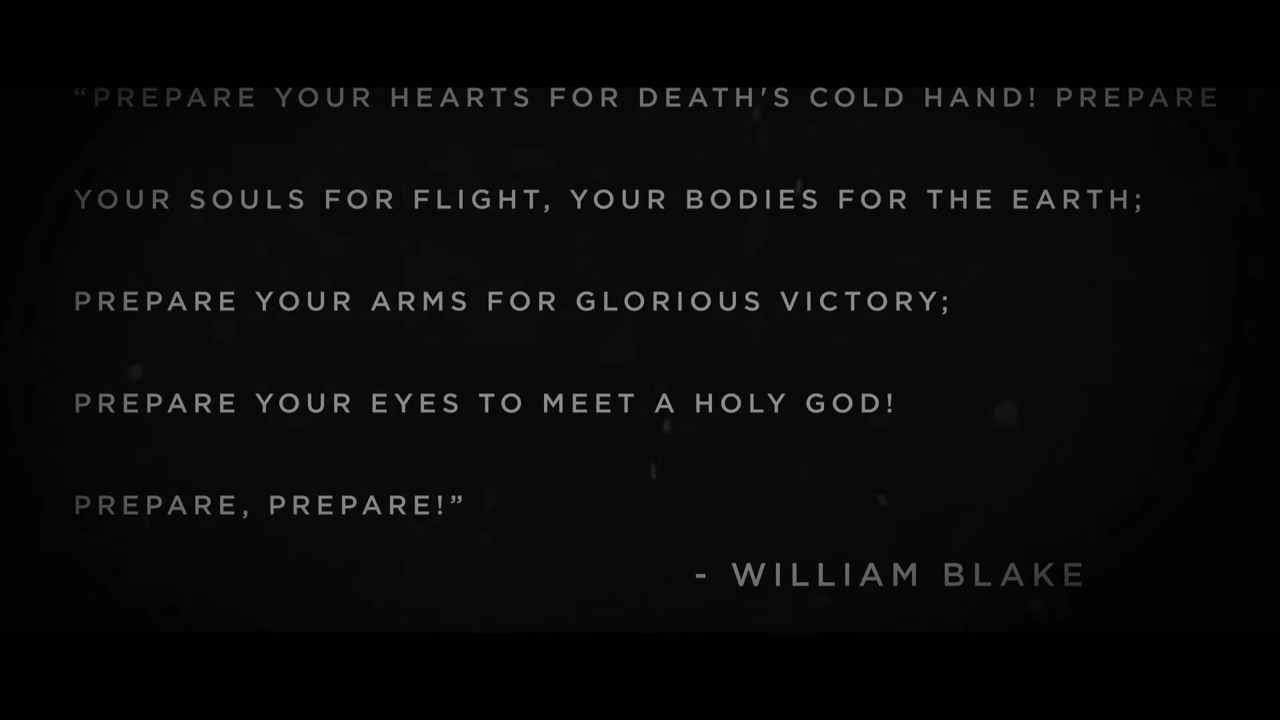 “PREPARE YOUR HEARTS FOR DEATH'S COLD HAND! PREPARE
YOUR SOULS FOR FLIGHT, YOUR BODIES FOR THE EARTH;
PREPARE YOUR ARMS FOR GLORIOUS VICTORY;
PREPARE YOUR EYES TO MEET A HOLY GOD!
PREPARE, PREPARE!”
- WILLIAM BLAKE